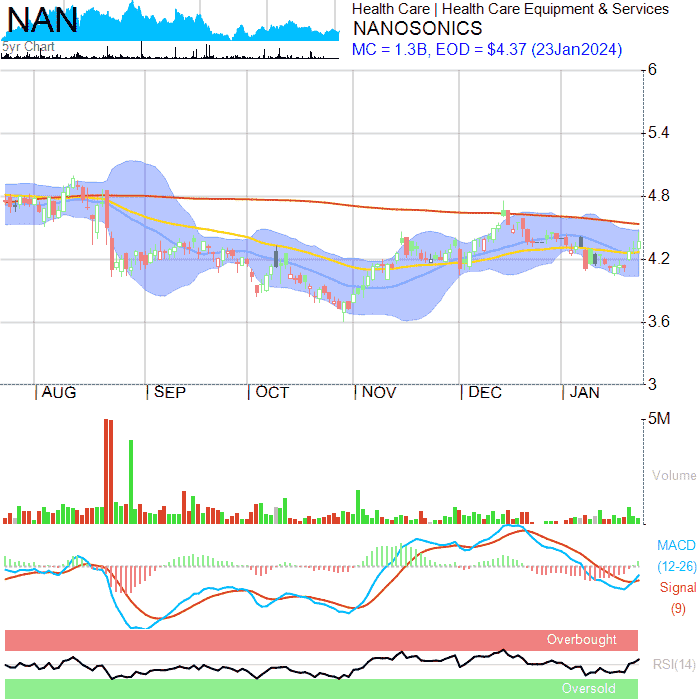 NAN
5yr Chart
Health Care | Health Care Equipment & Services
NANOSONICS
MC = 1.3B, EOD = $4.37 (23Jan2024)
6
5.4
4.8
4.2
3.6
3
AUG SEP OCT NOV DEC JAN
5M
Volume
MACD
(12-26)
Signal
(9)
Overbought
RSI(14)
Oversold